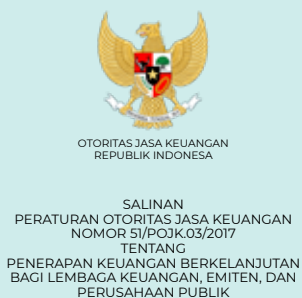 OTORITAS JASA KEUANGAN
REPUBLIK INDONESIA
SALINAN
PERATURAN OTORITAS JASA KEUANGAN
NOMOR 51/POJK.03/2017
TENTANG
PENERAPAN KEUANGAN BERKELANJUTAN
BAGI LEMBAGA KEUANGAN, EMITEN, DAN
PERUSAHAAN PUBLIK